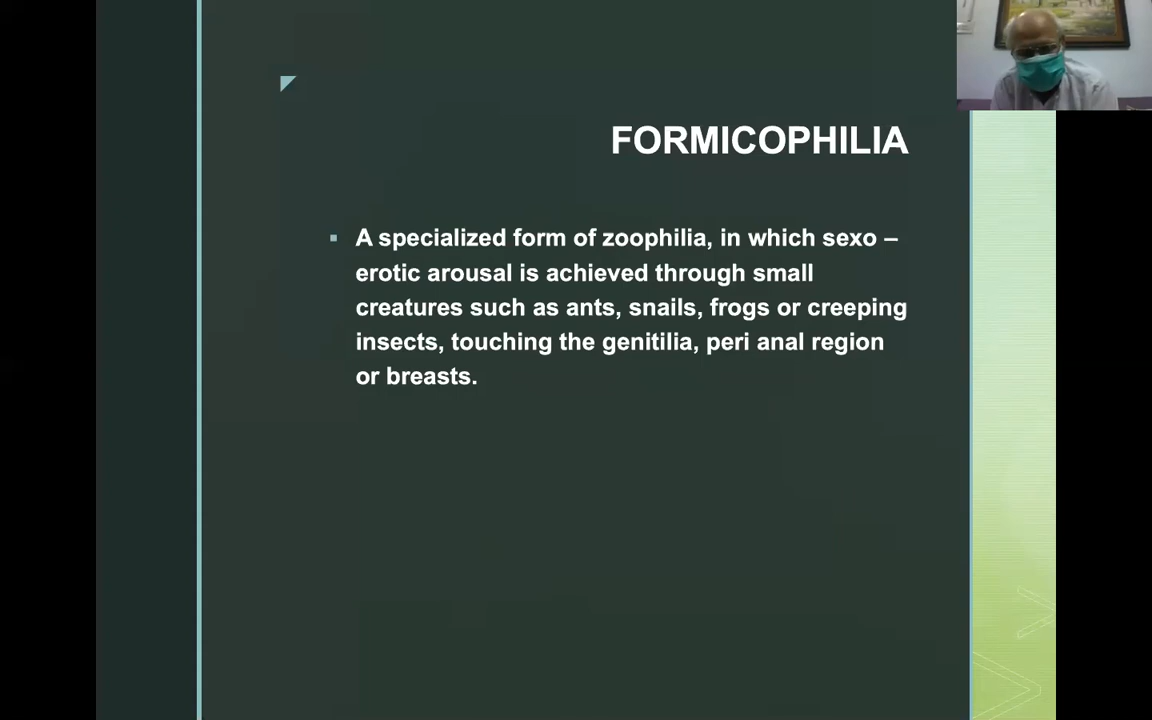 FORMICOPHILIA
▪ A specialized form of zoophilia, in which sexo –
erotic arousal is achieved through small
creatures such as ants, snails, frogs or creeping
insects, touching the genitilia, peri anal region
or breasts.